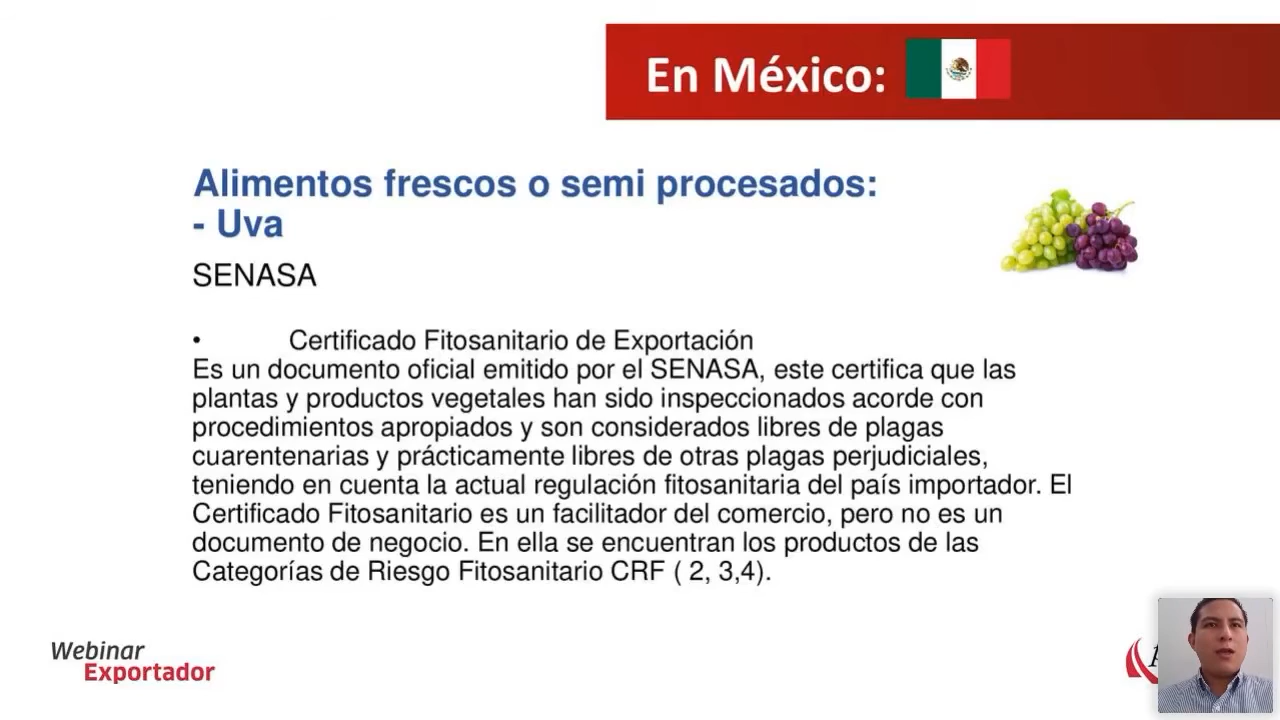 En México:
Alimentos frescos o semi procesados:
- Uva
SENASA
• Certificado Fitosanitario de Exportación
Es un documento oficial emitido por el SENASA, este certifica que las
plantas y productos vegetales han sido inspeccionados acorde con
procedimientos apropiados y son considerados libres de plagas
cuarentenarias y prácticamente libres de otras plagas perjudiciales,
teniendo en cuenta la actual regulación fitosanitaria del país importador. El
Certificado Fitosanitario es un facilitador del comercio, pero no es un
documento de negocio. En ella se encuentran los productos de las
Categorías de Riesgo Fitosanitario CRF ( 2, 3,4).
Webinar
Exportador